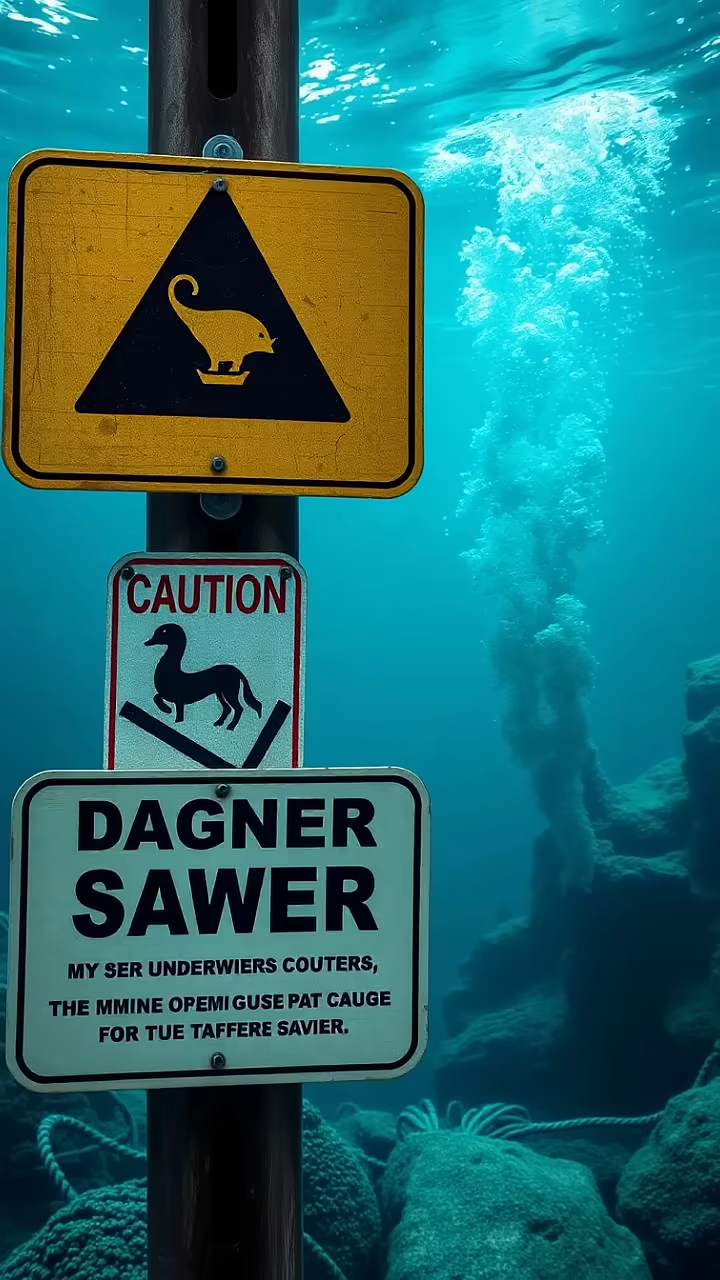 CAUTION
DAGNER
SAWER
MY SER UNDERWIERS COUTERS,
THE MMINE OPEMI GUSE PAT CAUGE
FOR TUE TAFFERE SAVIER.